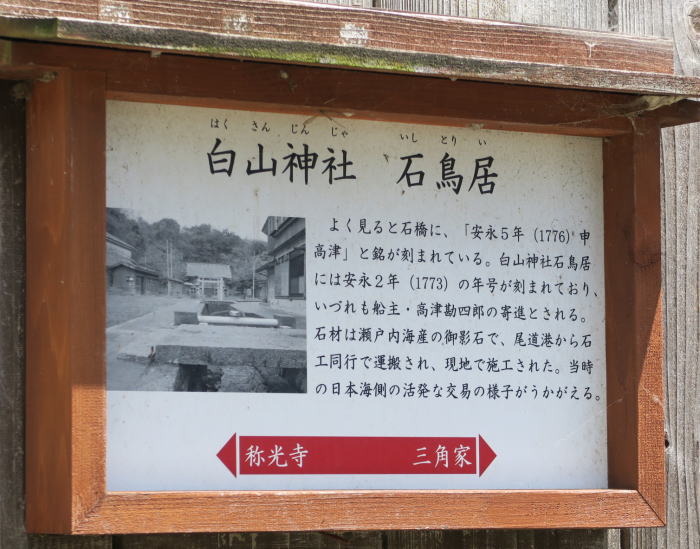 はくさんじんじゃ いしとりい
白山神社 石鳥居
よく見ると石橋に、「安永5年（1776）申
高津」と銘が刻まれている。白山神社石鳥居
には安永2年（1773）の年号が刻まれており、
いづれも船主・高津勘四郎の寄進とされる。
石材は瀬戸内海産の御影石で、尾道港から石
工同行で運搬され、現地で施工された。当時
の日本海側の活発な交易の様子がうかがえる。
称光寺 三角家